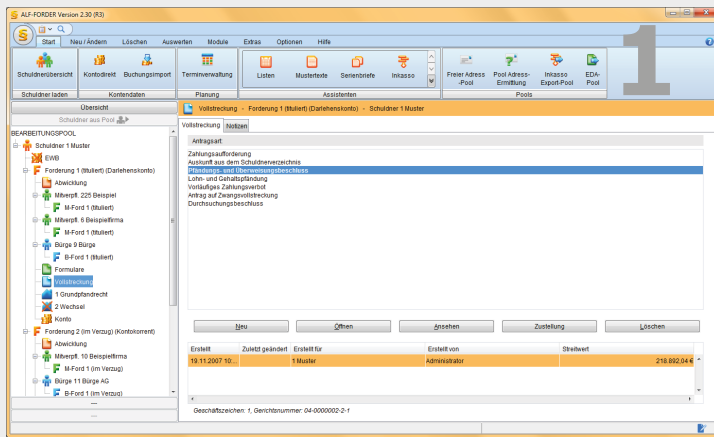 ALF-FORDER Version 2.30 (R3)
Start Neu / Ändern Löschen Auswerten Module Extras Optionen Hilfe
Schuldnerübersicht Kontodirekt Buchungsimport Terminverwaltung Listen Mustertexte Serienbriefe Inkasso Freier Adress -Pool Pool Adress- Ermittlung Inkasso Export-Pool EDA- Pool
Schuldner laden Kontendaten Planung Assistenten Pools
1
Übersicht
Schuldner aus Pool
BEARBEITUNGSPOOL
Schuldner 1 Muster
EWB
Forderung 1 (tituliert) (Darlehenskonto)
Abwicklung
Mitverpfl. 225 Beispiel
M-Ford 1 (tituliert)
Mitverpfl. 6 Beispielfirma
M-Ford 1 (tituliert)
Bürge 9 Bürge
B-Ford 1 (tituliert)
Formulare
Vollstreckung
1 Grundpfandrecht
2 Wechsel
Konto
Forderung 2 (im Verzug) (Kontokorrent)
Abwicklung
Mitverpfl. 10 Beispielfirma
M-Ford 1 (im Verzug)
Bürge 11 Bürge AG
B-Ford 1 (im Verzug)
...
...
Vollstreckung - Forderung 1 (tituliert) (Darlehenskonto) - Schuldner 1 Muster
Vollstreckung Notizen
Antragsart
Zahlungsaufforderung
Auskunft aus dem Schuldnerverzeichnis
Pfändungs- und Überweisungsbeschluss
Lohn- und Gehaltspfändung
Vorläufiges Zahlungsverbot
Antrag auf Zwangsvollstreckung
Durchsuchungsbeschluss
Neu Öffnen Ansehen Zustellung Löschen
Erstellt Zuletzt geändert Erstellt für Erstellt von Streitwert
19.11.2007 10:... 1 Muster Administrator 218.892,04 €
Geschäftszeichen: 1, Gerichtsnummer: 04-0000002-2-1